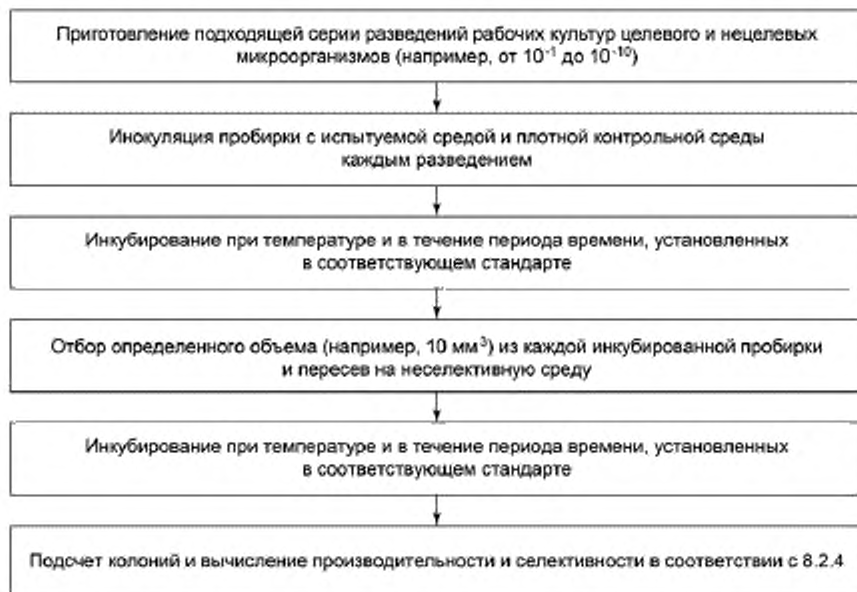 Приготовление подходящей серии разведений рабочих культур целевого и нецелевых
микроорганизмов (например, от 10⁻¹ до 10⁻¹⁰)
Инокуляция пробирки с испытуемой средой и плотной контрольной среды
каждым разведением
Инкубирование при температуре и в течение периода времени, установленных
в соответствующем стандарте
Отбор определенного объема (например, 10 мм³) из каждой инкубированной пробирки
и пересев на неселективную среду
Инкубирование при температуре и в течение периода времени, установленных
в соответствующем стандарте
Подсчет колоний и вычисление производительности и селективности в соответствии с 8.2.4